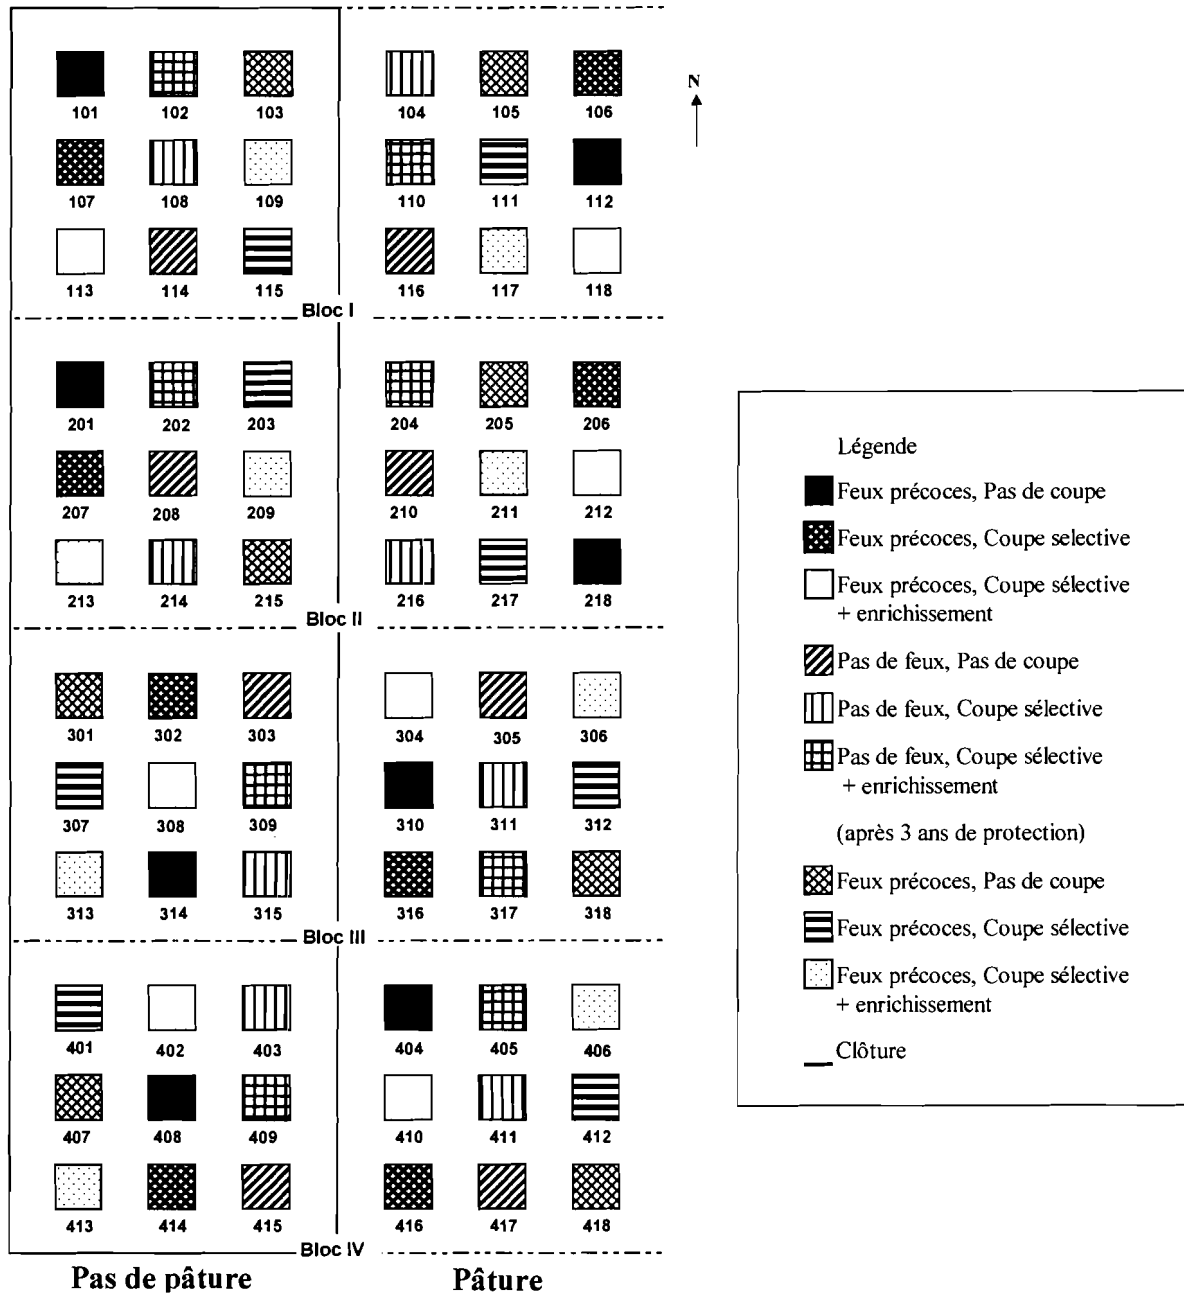 N
101 102 103 104 105 106
107 108 109 110 111 112
113 114 115 116 117 118
Bloc I
201 202 203 204 205 206
207 208 209 210 211 212
213 214 215 216 217 218
Bloc II
301 302 303 304 305 306
307 308 309 310 311 312
313 314 315 316 317 318
Bloc III
401 402 403 404 405 406
407 408 409 410 411 412
413 414 415 416 417 418
Bloc IV
Pas de pâture Pâture
Légende
Feux précoces, Pas de coupe
Feux précoces, Coupe selective
Feux précoces, Coupe sélective
+ enrichissement
Pas de feux, Pas de coupe
Pas de feux, Coupe sélective
Pas de feux, Coupe sélective
+ enrichissement
(après 3 ans de protection)
Feux précoces, Pas de coupe
Feux précoces, Coupe sélective
Feux précoces, Coupe sélective
+ enrichissement
Clôture